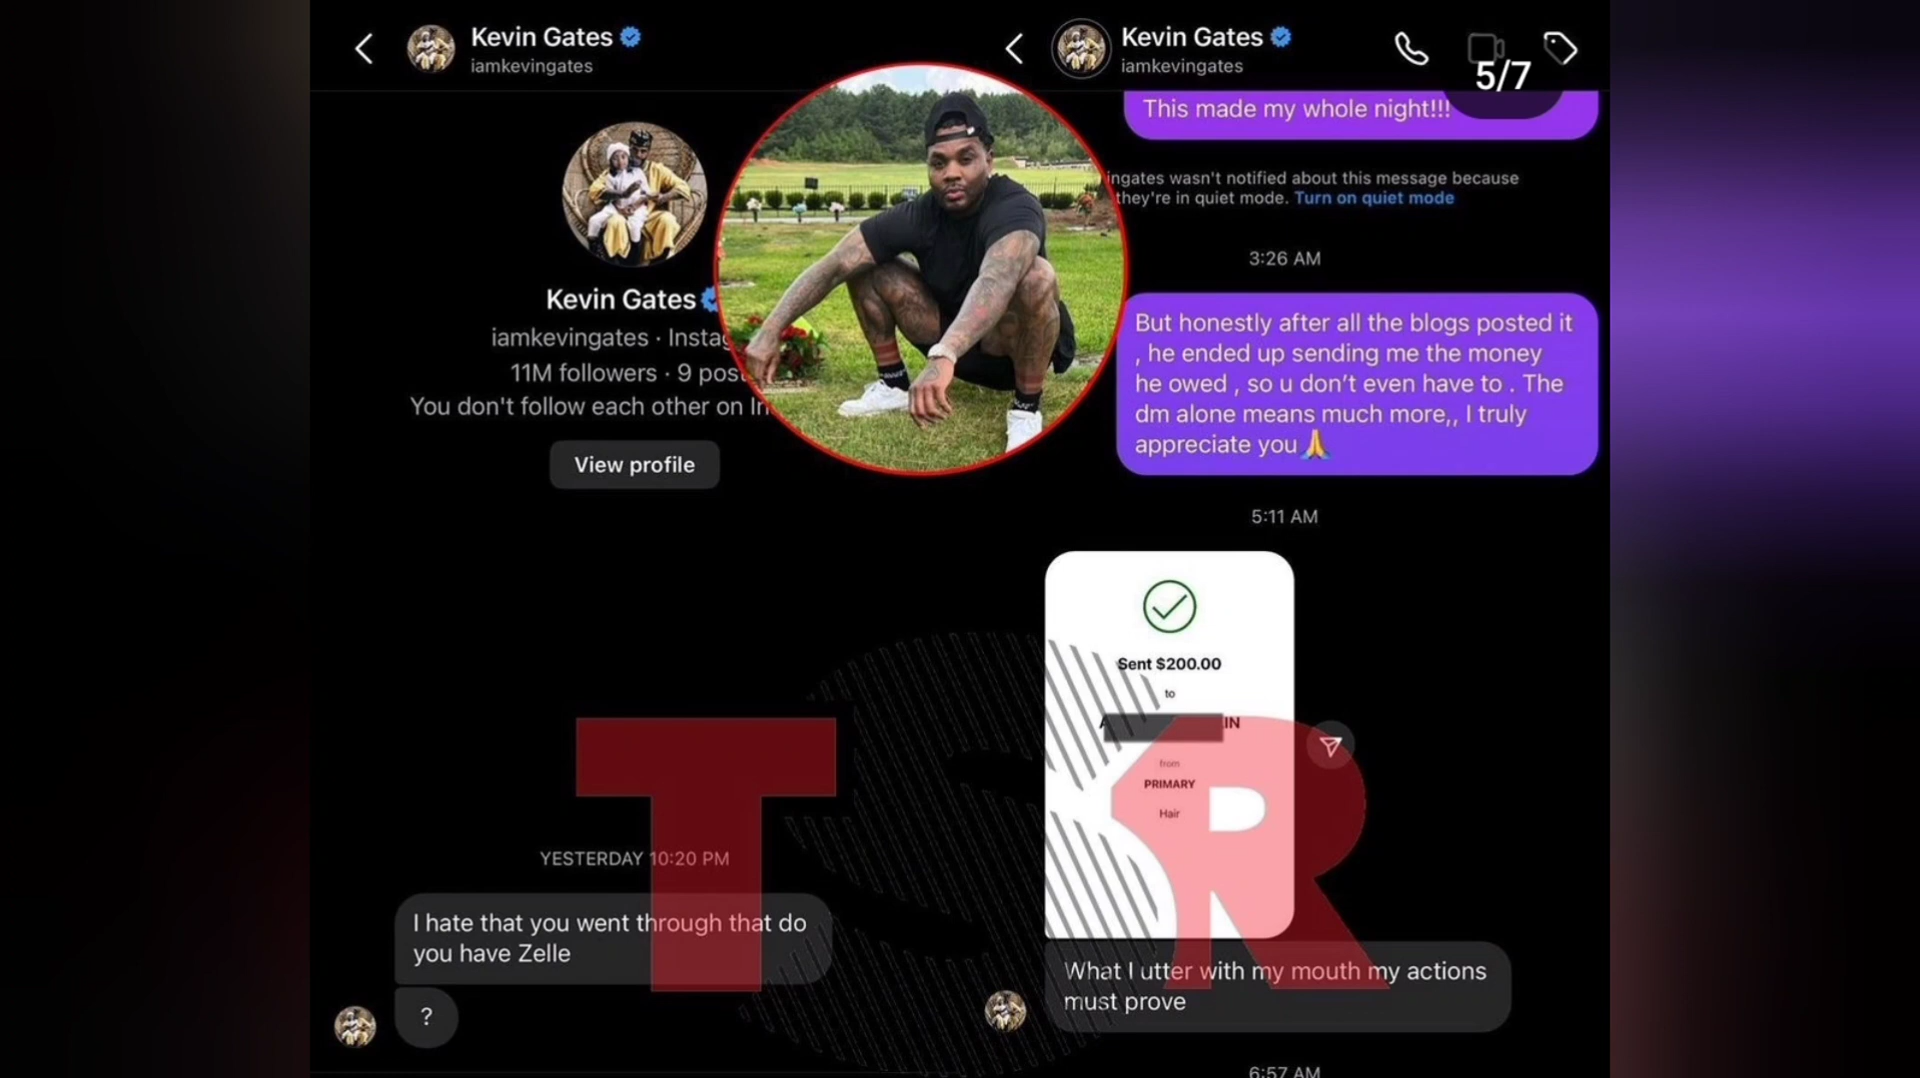 Kevin Gates
iamkevingates
Kevin Gates
iamkevingates · Insta
11M followers · 9 pos
You don't follow each other on In
View profile
YESTERDAY 10:20 PM
I hate that you went through that do
you have Zelle
?
Kevin Gates
iamkevingates
5/7
This made my whole night!!!
ingates wasn't notified about this message because
they're in quiet mode. Turn on quiet mode
3:26 AM
But honestly after all the blogs posted it
, he ended up sending me the money
he owed , so u don't even have to . The
dm alone means much more,, I truly
appreciate you🙏
5:11 AM
Sent $200.00
to
IN
from
PRIMARY
Hair
What I utter with my mouth my actions
must prove
6:57 AM
TSR